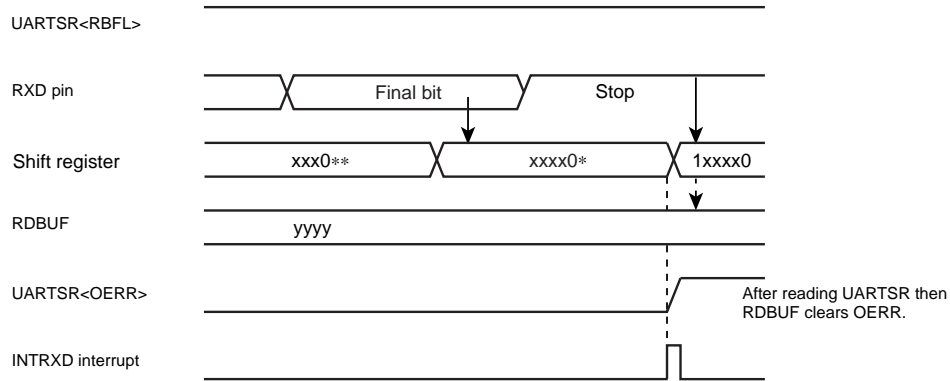 UARTSR<RBFL>
RXD pin
Final bit
Stop
Shift register
xxx0**
xxxx0*
1xxxx0
RDBUF
yyyy
UARTSR<OERR>
After reading UARTSR then
RDBUF clears OERR.
INTRXD interrupt